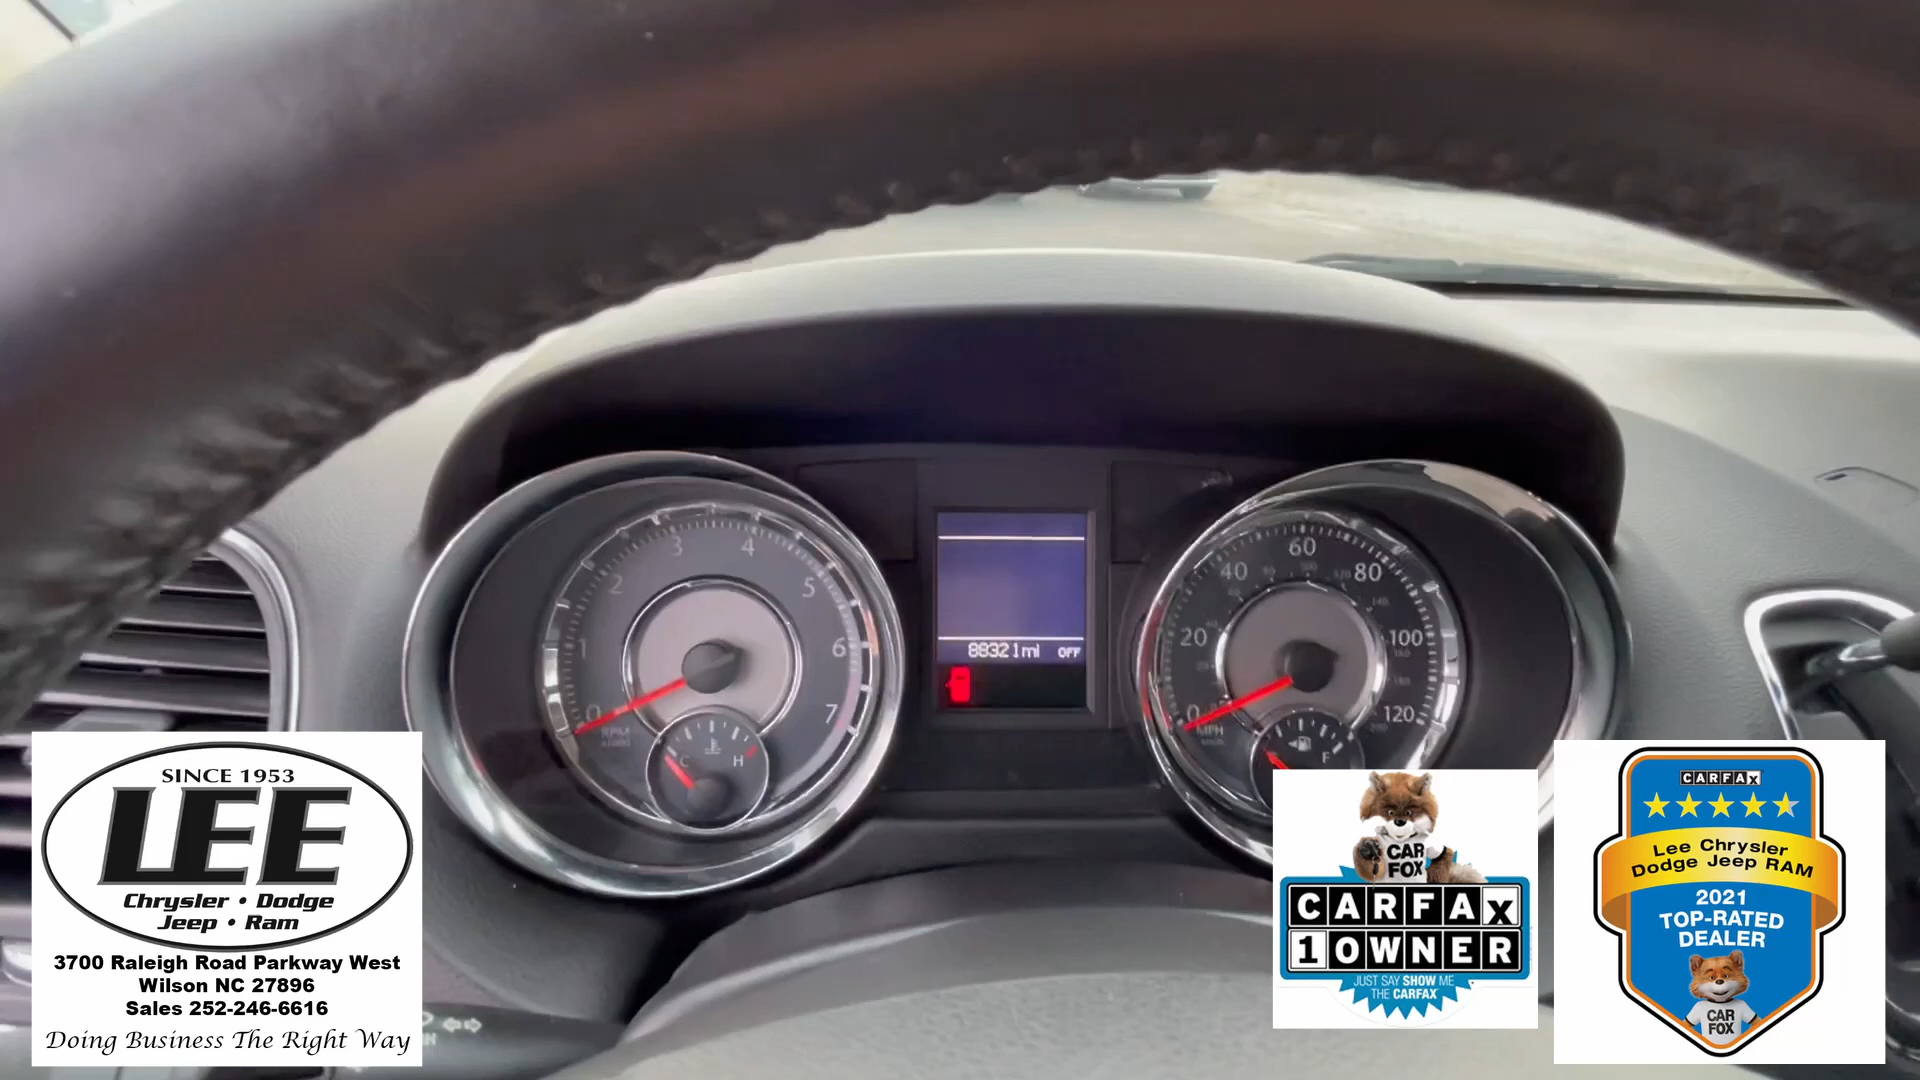 3
4
2
5
1
6
0
7
RPM
C
H
88321mi OFF
60
40
80
20
100
0
120
MPH
F
SINCE 1953
LEE
Chrysler • Dodge
Jeep • Ram
3700 Raleigh Road Parkway West
Wilson NC 27896
Sales 252-246-6616
Doing Business The Right Way
CAR
FOX
CARFAX
1 OWNER
JUST SAY SHOW ME
THE CARFAX
CARFAX
Lee Chrysler
Dodge Jeep RAM
2021
TOP-RATED
DEALER
CAR
FOX